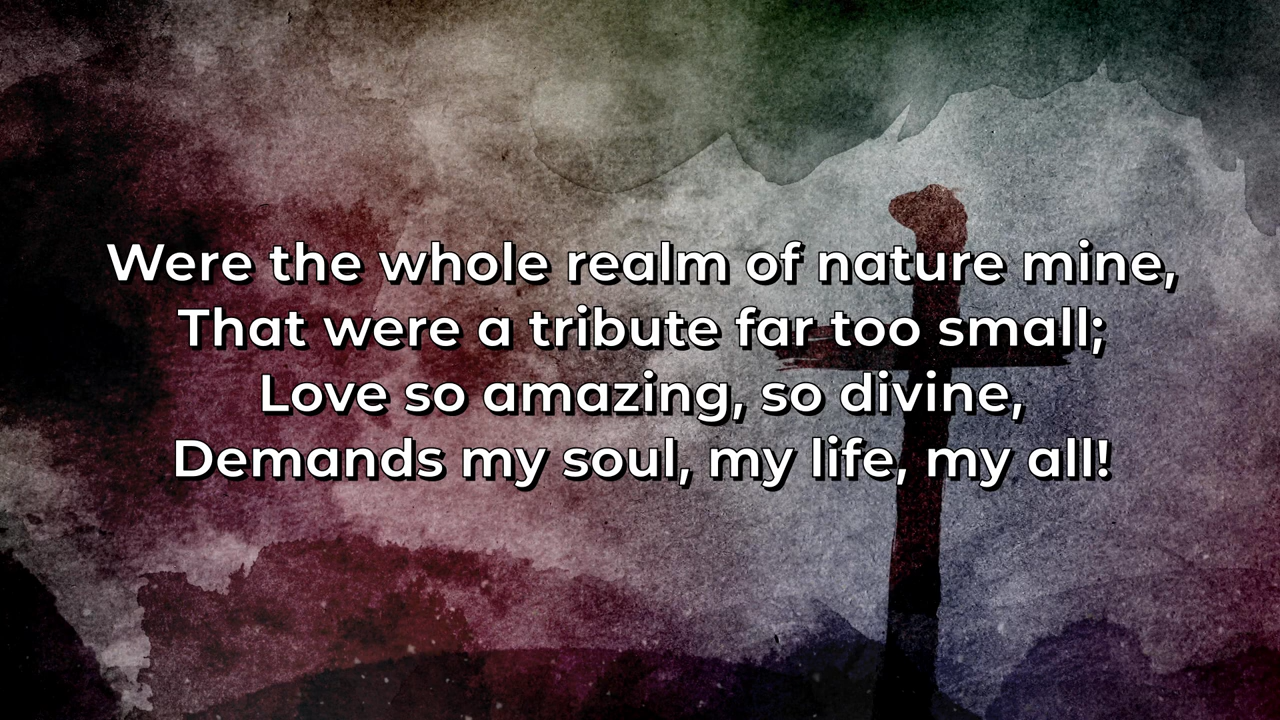 Were the whole realm of nature mine,
That were a tribute far too small;
Love so amazing, so divine,
Demands my soul, my life, my all!